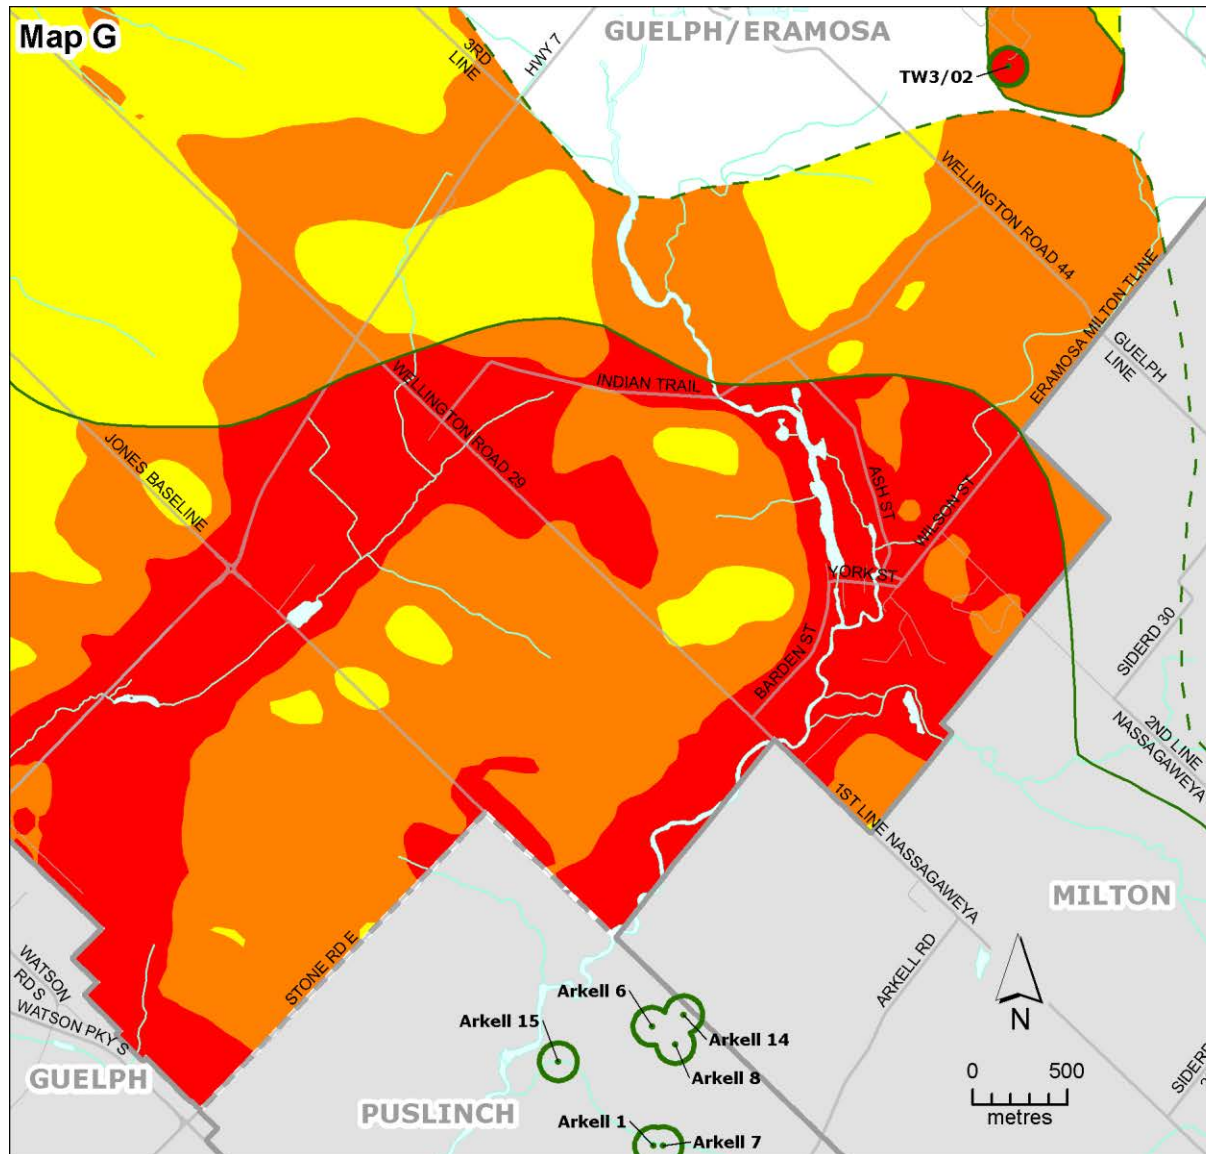 Map G
GUELPH/ERAMOSA
3RD
LINE
HWY 7
TW3/02
WELLINGTON ROAD 44
ERAMOSA MILTON TLINE
GUELPH
LINE
INDIAN TRAIL
WELLINGTON ROAD 29
JONES BASELINE
ASH ST
WILSON ST
YORK ST
BARDEN ST
SIDERD 30
2ND LINE
NASSAGAWEYA
1ST LINE NASSAGAWEYA
MILTON
STONE RD E
ARKELL RD
WATSON
RD S
WATSON PKY S
Arkell 6
Arkell 15
Arkell 14
Arkell 8
N
GUELPH
0 500
metres
SIDERD
PUSLINCH
Arkell 1
Arkell 7